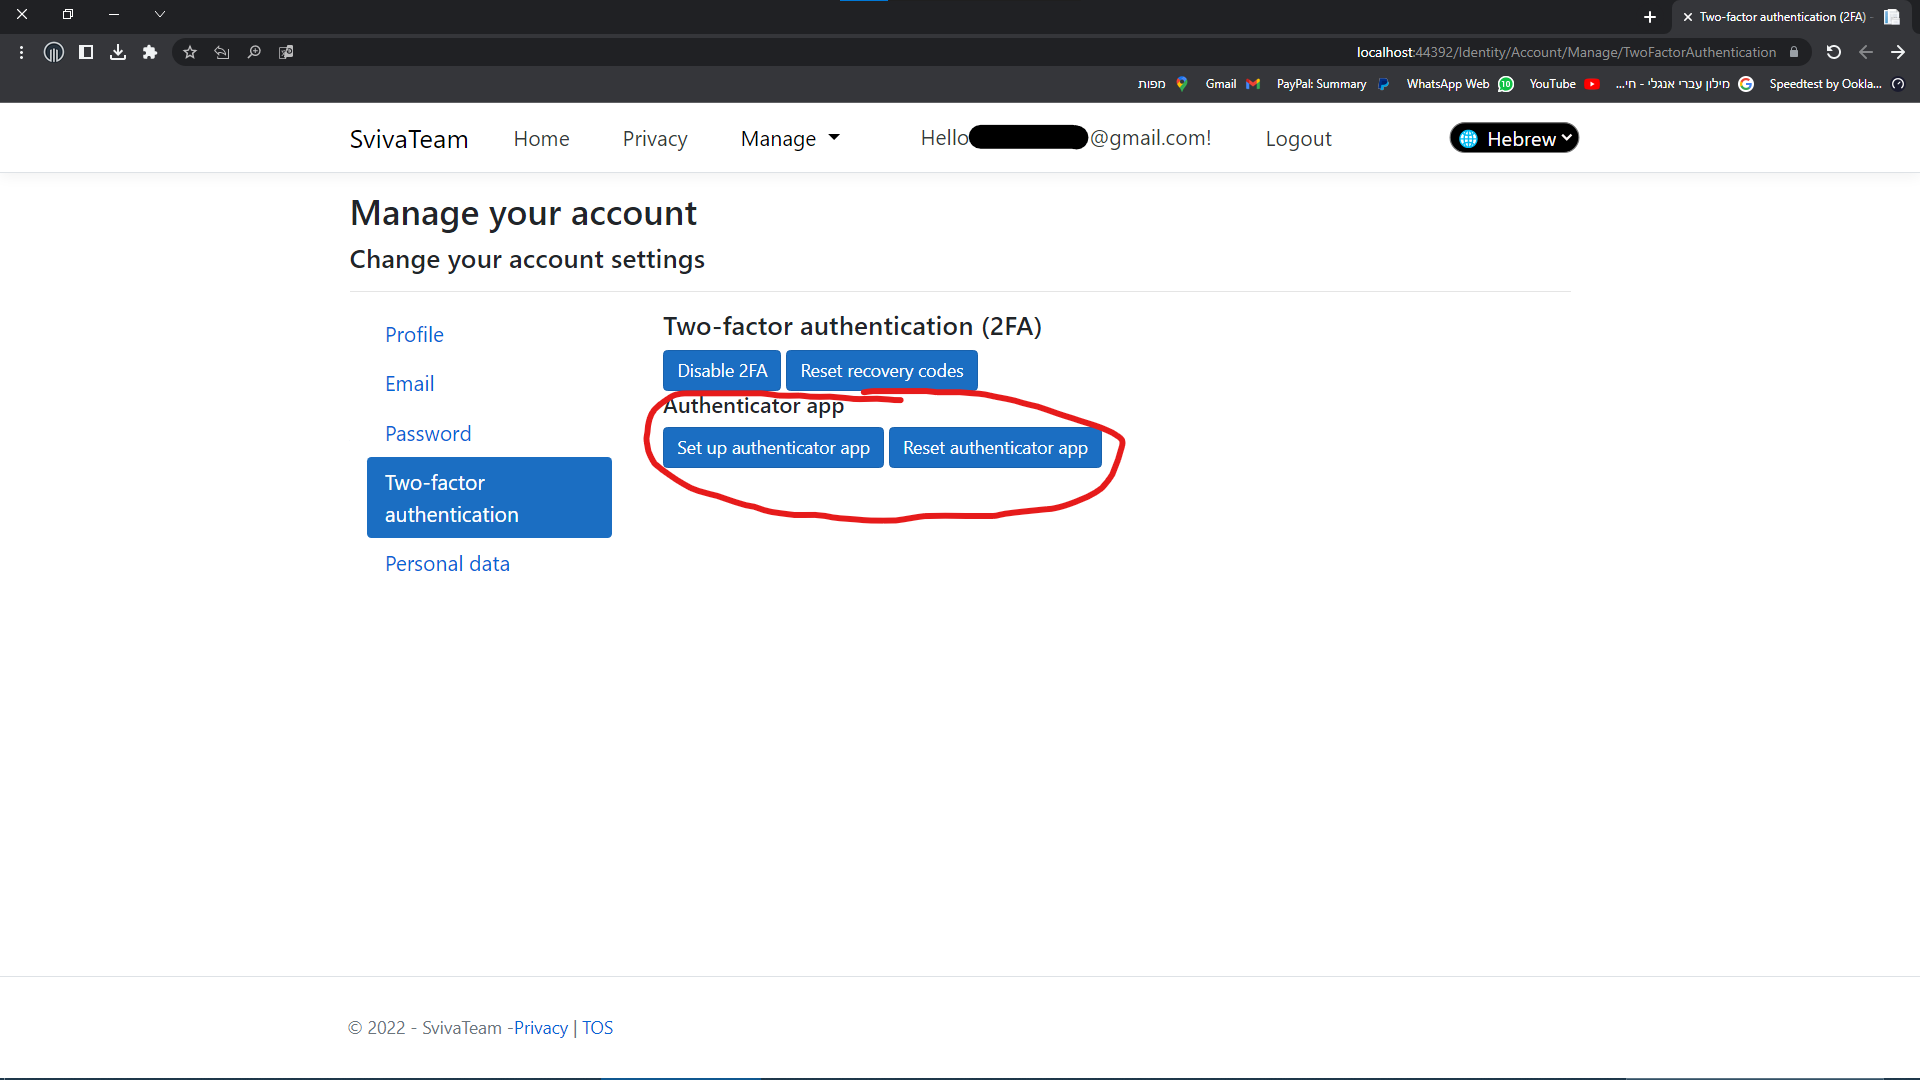 Two-factor authentication (2FA) -
localhost:44392/Identity/Account/Manage/TwoFactorAuthentication
מפות Gmail PayPal: Summary WhatsApp Web 10 YouTube מילון עברי אנגלי - חי... Speedtest by Ookla...
SvivaTeam Home Privacy Manage Hello @gmail.com! Logout Hebrew
Manage your account
Change your account settings
Profile
Email
Password
Two-factor
authentication
Personal data
Two-factor authentication (2FA)
Disable 2FA Reset recovery codes
Authenticator app
Set up authenticator app Reset authenticator app
© 2022 - SvivaTeam -Privacy | TOS